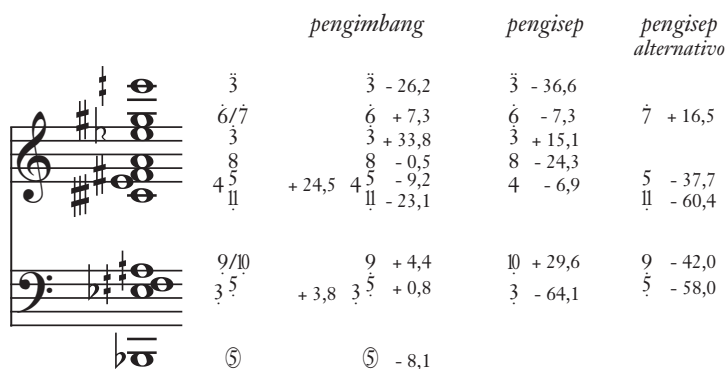 pengimbang pengisep pengisep
alternativo
3̈ 3̈ - 26,2 3̈ - 36,6
6̇/7̇ 6̇ + 7,3 6̇ - 7,3 7̇ + 16,5
3̇ 3̇ + 33,8 3̇ + 15,1
8 8 - 0,5 8 - 24,3
4 5 + 24,5 4 5 - 9,2 4 - 6,9 5 - 37,7
11̣ 11̣ - 23,1 11̣ - 60,4
9̣/10̣ 9̣ + 4,4 10̣ + 29,6 9̣ - 42,0
3̣ 5̣ + 3,8 3̣ 5̣ + 0,8 3̣ - 64,1 5̣ - 58,0
⑤ ⑤ - 8,1